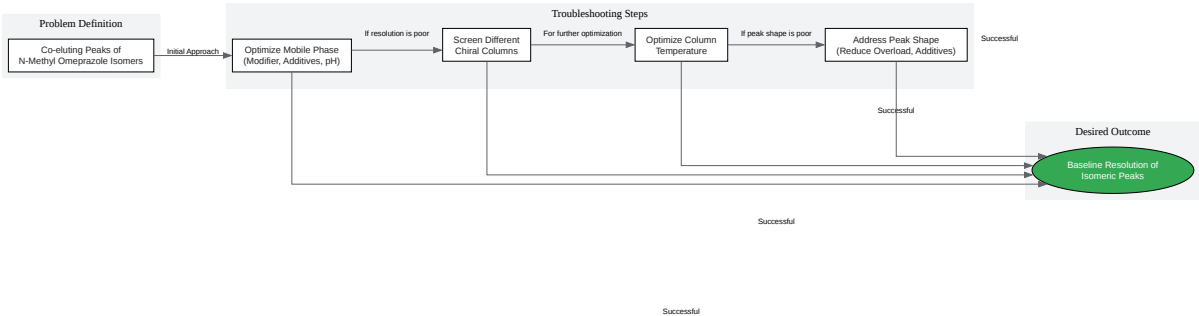 Problem Definition
Co-eluting Peaks of
N-Methyl Omeprazole Isomers
Initial Approach
Troubleshooting Steps
Optimize Mobile Phase
(Modifier, Additives, pH)
If resolution is poor
Screen Different
Chiral Columns
For further optimization
Optimize Column
Temperature
If peak shape is poor
Address Peak Shape
(Reduce Overload, Additives)
Successful
Successful
Desired Outcome
Baseline Resolution of
Isomeric Peaks
Successful
Successful